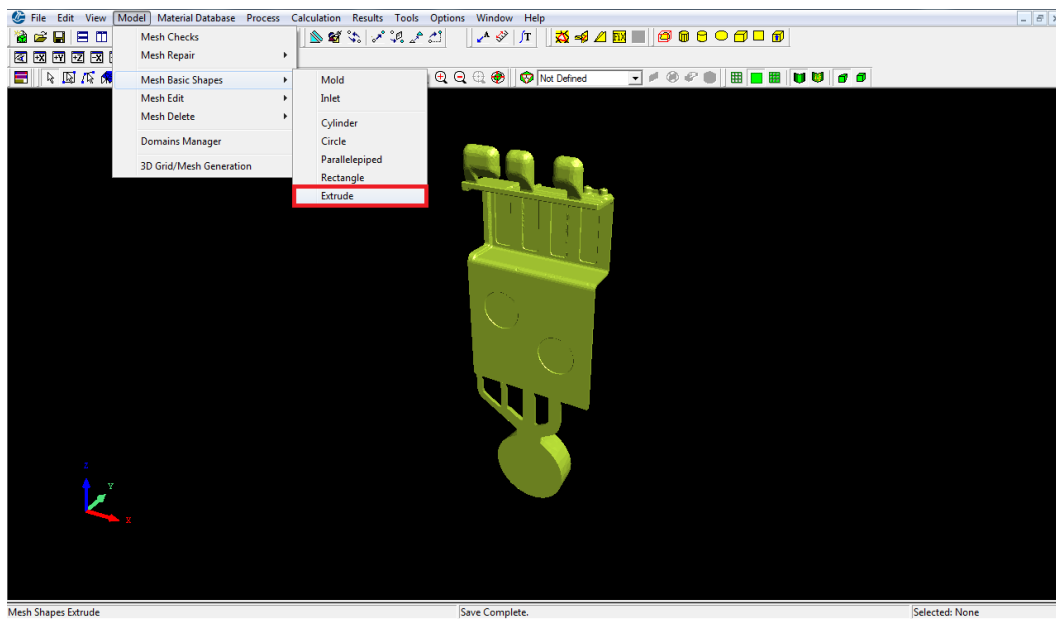 File Edit View Model Material Database Process Calculation Results Tools Options Window Help
Mesh Checks
Mesh Repair
Mesh Basic Shapes
Mesh Edit
Mesh Delete
Domains Manager
3D Grid/Mesh Generation
Mold
Inlet
Cylinder
Circle
Parallelepiped
Rectangle
Extrude
Not Defined
Z
Y
X
Mesh Shapes Extrude
Save Complete.
Selected: None